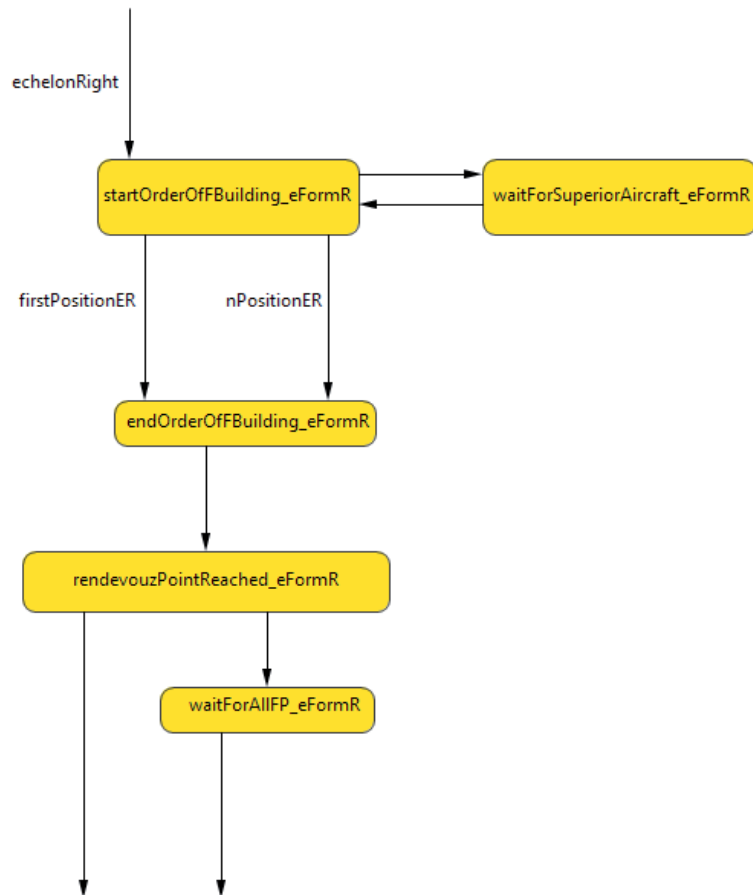 echelonRight
startOrderOfFBuilding_eFormR
waitForSuperiorAircraft_eFormR
firstPositionER
nPositionER
endOrderOfFBuilding_eFormR
rendevouzPointReached_eFormR
waitForAllFP_eFormR